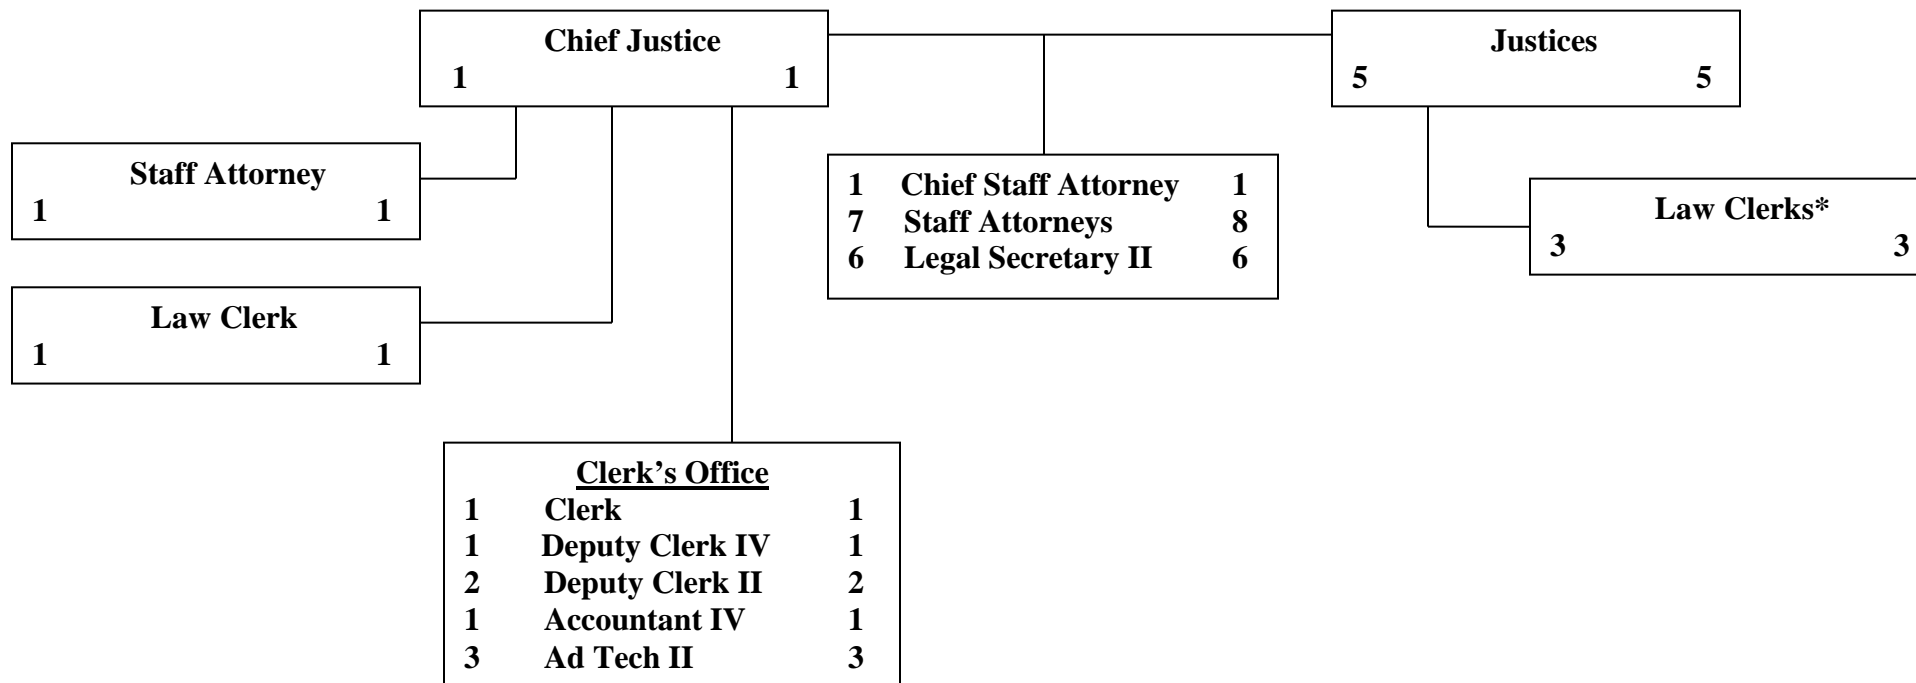 Chief Justice
1 1
Justices
5 5
Staff Attorney
1 1
1 Chief Staff Attorney 1
7 Staff Attorneys 8
6 Legal Secretary II 6
Law Clerks*
3 3
Law Clerk
1 1
Clerk’s Office
1 Clerk 1
1 Deputy Clerk IV 1
2 Deputy Clerk II 2
1 Accountant IV 1
3 Ad Tech II 3